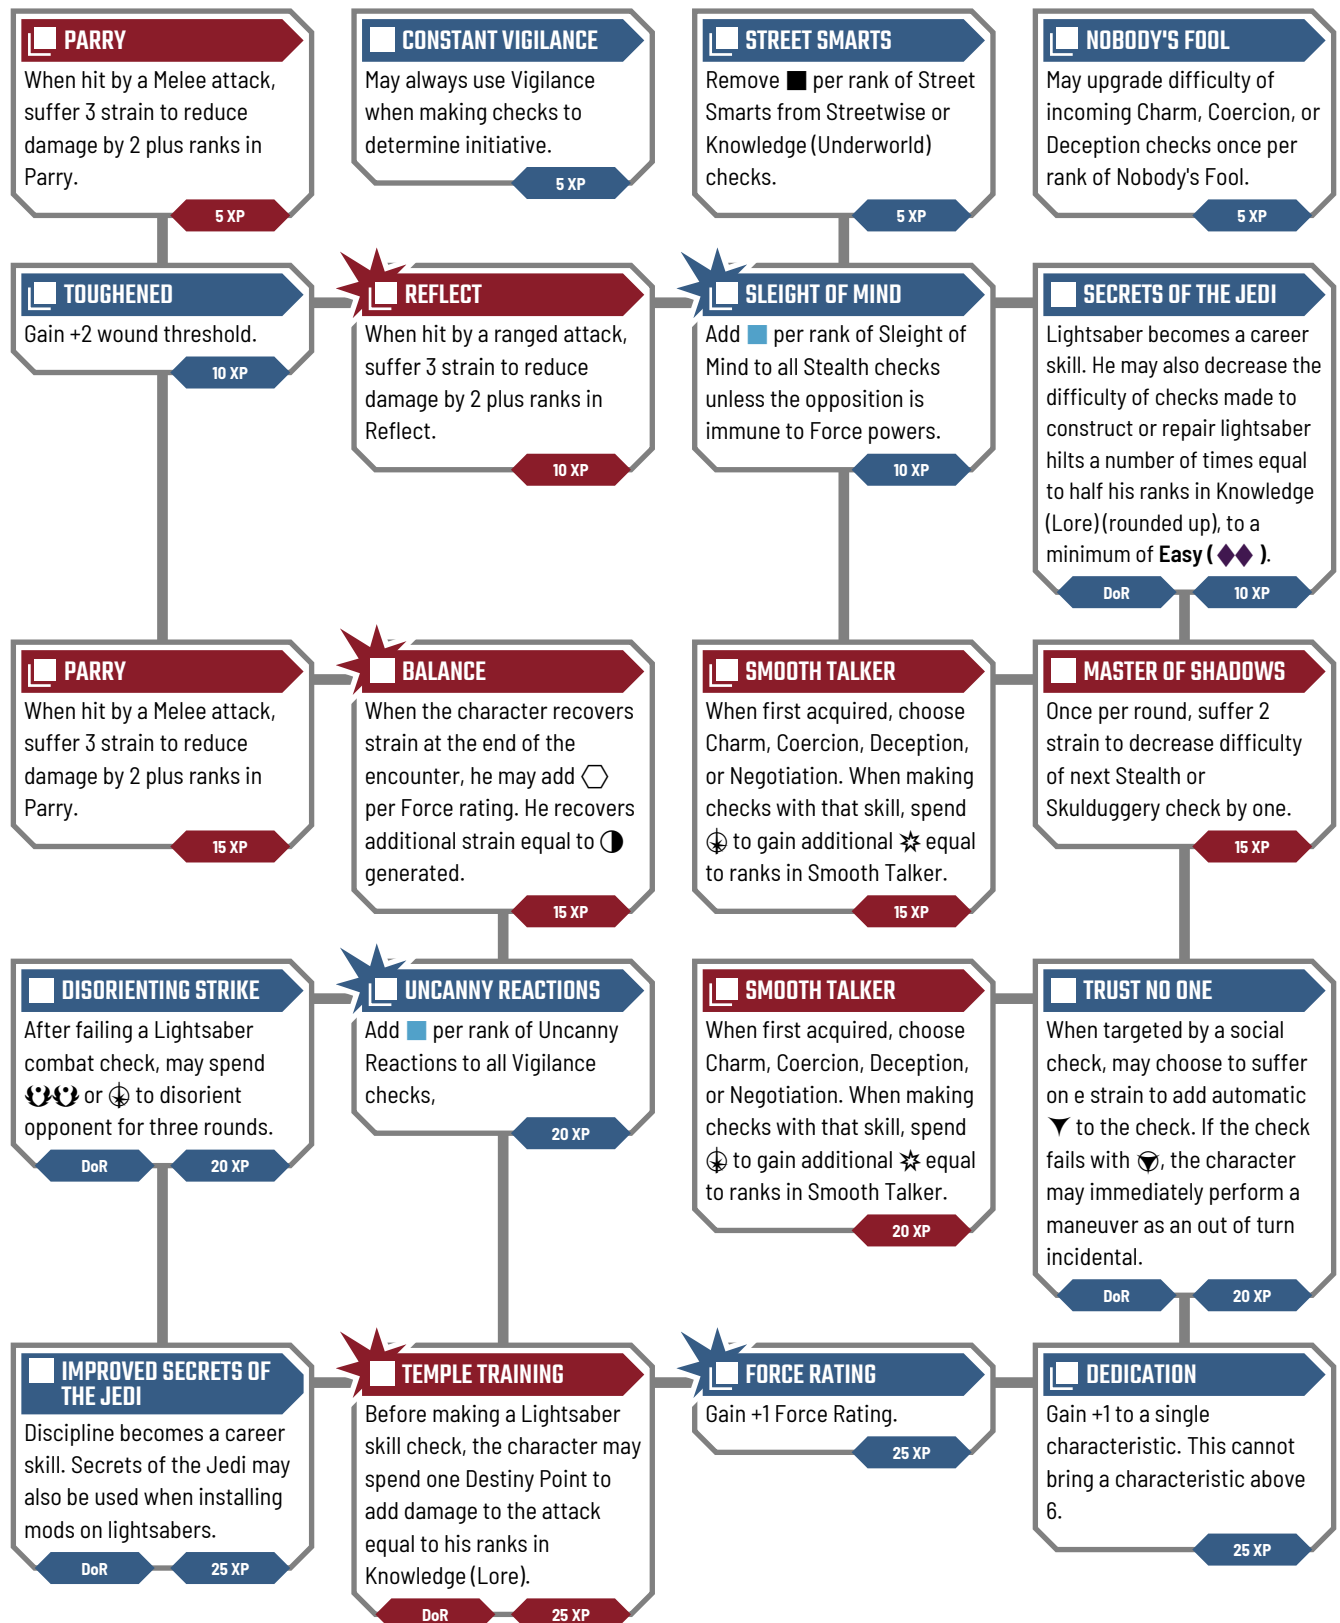 PARRY
When hit by a Melee attack,
suffer 3 strain to reduce
damage by 2 plus ranks in
Parry.
5 XP
CONSTANT VIGILANCE
May always use Vigilance
when making checks to
determine initiative.
5 XP
STREET SMARTS
Remove ■ per rank of Street
Smarts from Streetwise or
Knowledge (Underworld)
checks.
5 XP
NOBODY'S FOOL
May upgrade difficulty of
incoming Charm, Coercion, or
Deception checks once per
rank of Nobody's Fool.
5 XP
TOUGHENED
Gain +2 wound threshold.
10 XP
REFLECT
When hit by a ranged attack,
suffer 3 strain to reduce
damage by 2 plus ranks in
Reflect.
10 XP
SLEIGHT OF MIND
Add ■ per rank of Sleight of
Mind to all Stealth checks
unless the opposition is
immune to Force powers.
10 XP
SECRETS OF THE JEDI
Lightsaber becomes a career
skill. He may also decrease the
difficulty of checks made to
construct or repair lightsaber
hilts a number of times equal
to half his ranks in Knowledge
(Lore) (rounded up), to a
minimum of Easy ( ◆◆ ).
DoR
10 XP
PARRY
When hit by a Melee attack,
suffer 3 strain to reduce
damage by 2 plus ranks in
Parry.
15 XP
BALANCE
When the character recovers
strain at the end of the
encounter, he may add ⬡
per Force rating. He recovers
additional strain equal to ◑
generated.
15 XP
SMOOTH TALKER
When first acquired, choose
Charm, Coercion, Deception,
or Negotiation. When making
checks with that skill, spend
to gain additional equal
to ranks in Smooth Talker.
15 XP
MASTER OF SHADOWS
Once per round, suffer 2
strain to decrease difficulty
of next Stealth or
Skulduggery check by one.
15 XP
DISORIENTING STRIKE
After failing a Lightsaber
combat check, may spend
or to disorient
opponent for three rounds.
DoR
20 XP
UNCANNY REACTIONS
Add ■ per rank of Uncanny
Reactions to all Vigilance
checks,
20 XP
SMOOTH TALKER
When first acquired, choose
Charm, Coercion, Deception,
or Negotiation. When making
checks with that skill, spend
to gain additional equal
to ranks in Smooth Talker.
20 XP
TRUST NO ONE
When targeted by a social
check, may choose to suffer
on e strain to add automatic
to the check. If the check
fails with , the character
may immediately perform a
maneuver as an out of turn
incidental.
DoR
20 XP
IMPROVED SECRETS OF
THE JEDI
Discipline becomes a career
skill. Secrets of the Jedi may
also be used when installing
mods on lightsabers.
DoR
25 XP
TEMPLE TRAINING
Before making a Lightsaber
skill check, the character may
spend one Destiny Point to
add damage to the attack
equal to his ranks in
Knowledge (Lore).
DoR
25 XP
FORCE RATING
Gain +1 Force Rating.
25 XP
DEDICATION
Gain +1 to a single
characteristic. This cannot
bring a characteristic above
6.
25 XP